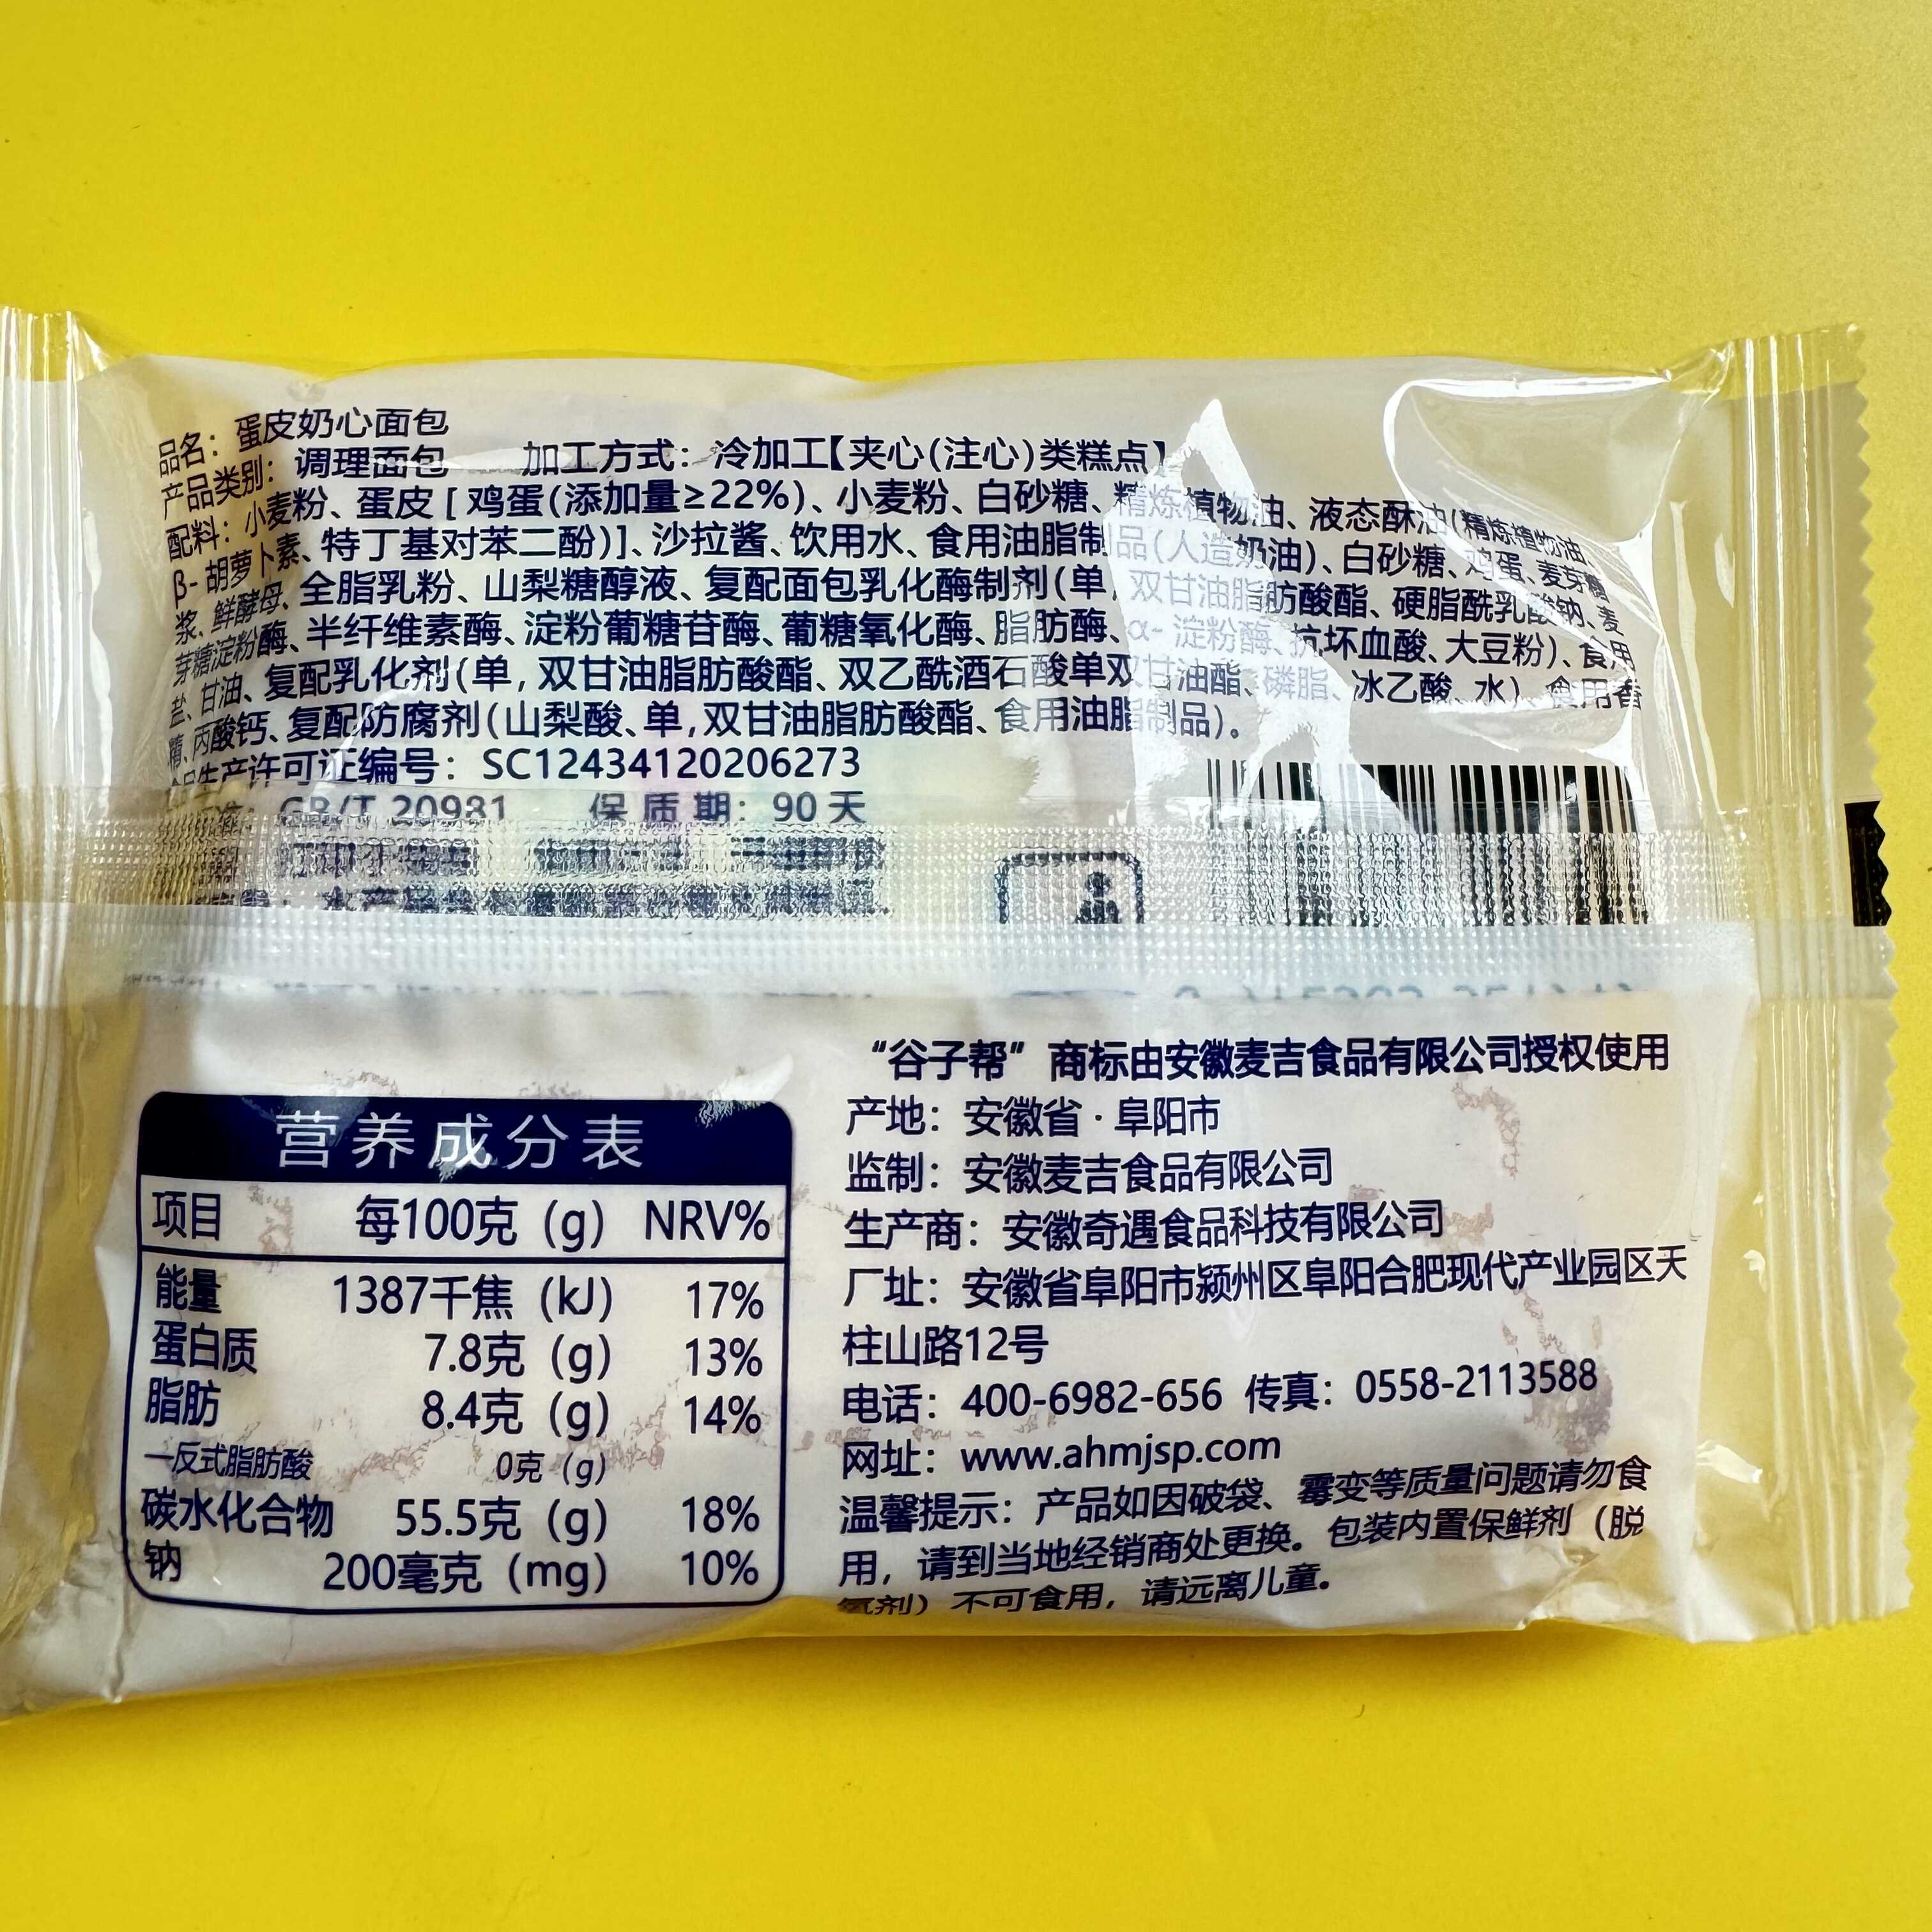 品名：蛋皮奶心面包
产品类别：调理面包 加工方式：冷加工【夹心(注心)类糕点】
配料：小麦粉、蛋皮[鸡蛋(添加量≥22%)、小麦粉、白砂糖、精炼植物油、液态酥油(精炼植物油、
β-胡萝卜素、特丁基对苯二酚)]、沙拉酱、饮用水、食用油脂制品(人造奶油)、白砂糖、鸡蛋、麦芽糖
浆、鲜酵母、全脂乳粉、山梨糖醇液、复配面包乳化酶制剂(单,双甘油脂肪酸酯、硬脂酰乳酸钠、麦
芽糖淀粉酶、半纤维素酶、淀粉葡糖苷酶、葡糖氧化酶、脂肪酶、α-淀粉酶、抗坏血酸、大豆粉)、食用
盐、甘油、复配乳化剂(单,双甘油脂肪酸酯、双乙酰酒石酸单双甘油酯、磷脂、冰乙酸、水)、食用香
精、丙酸钙、复配防腐剂(山梨酸、单,双甘油脂肪酸酯、食用油脂制品)。
食品生产许可证编号：SC12434120206273
GB/T 20981 保质期：90天
“谷子帮”商标由安徽麦吉食品有限公司授权使用
产地：安徽省·阜阳市
监制：安徽麦吉食品有限公司
生产商：安徽奇遇食品科技有限公司
厂址：安徽省阜阳市颍州区阜阳合肥现代产业园区天
柱山路12号
电话：400-6982-656 传真：0558-2113588
网址：www.ahmjsp.com
温馨提示：产品如因破袋、霉变等质量问题请勿食
用，请到当地经销商处更换。包装内置保鲜剂（脱
氧剂）不可食用，请远离儿童。
营养成分表
项目 每100克（g） NRV%
能量 1387千焦（kJ） 17%
蛋白质 7.8克（g） 13%
脂肪 8.4克（g） 14%
—反式脂肪酸 0克（g）
碳水化合物 55.5克（g） 18%
钠 200毫克（mg） 10%